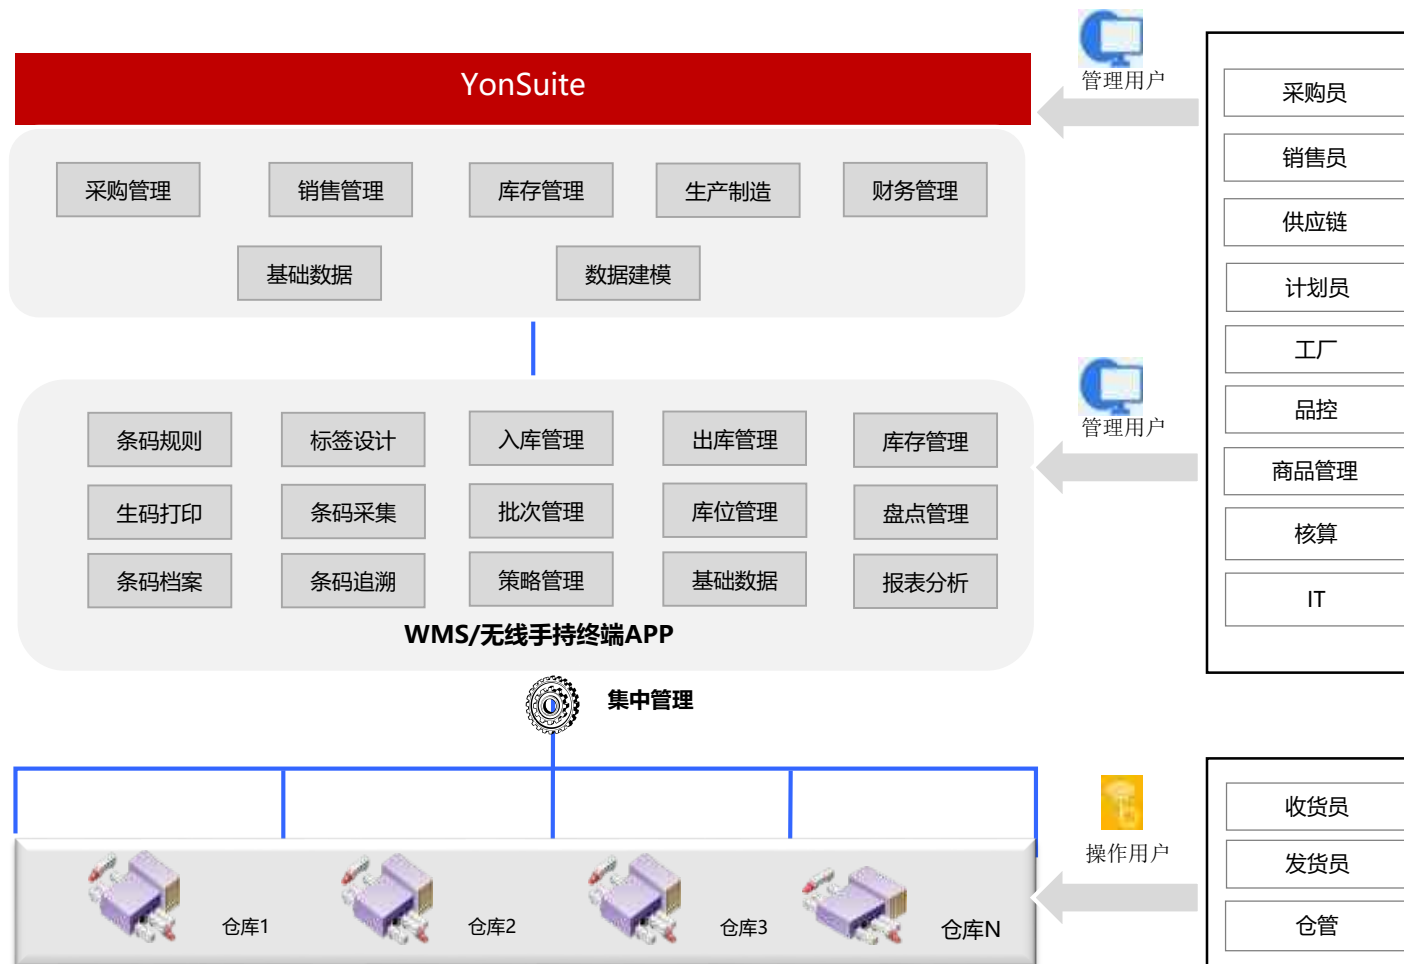 YonSuite
采购管理
销售管理
库存管理
生产制造
财务管理
基础数据
数据建模
条码规则
标签设计
入库管理
出库管理
库存管理
生码打印
条码采集
批次管理
库位管理
盘点管理
条码档案
条码追溯
策略管理
基础数据
报表分析
WMS/无线手持终端APP
集中管理
仓库1
仓库2
仓库3
仓库N
管理用户
管理用户
操作用户
采购员
销售员
供应链
计划员
工厂
品控
商品管理
核算
IT
收货员
发货员
仓管